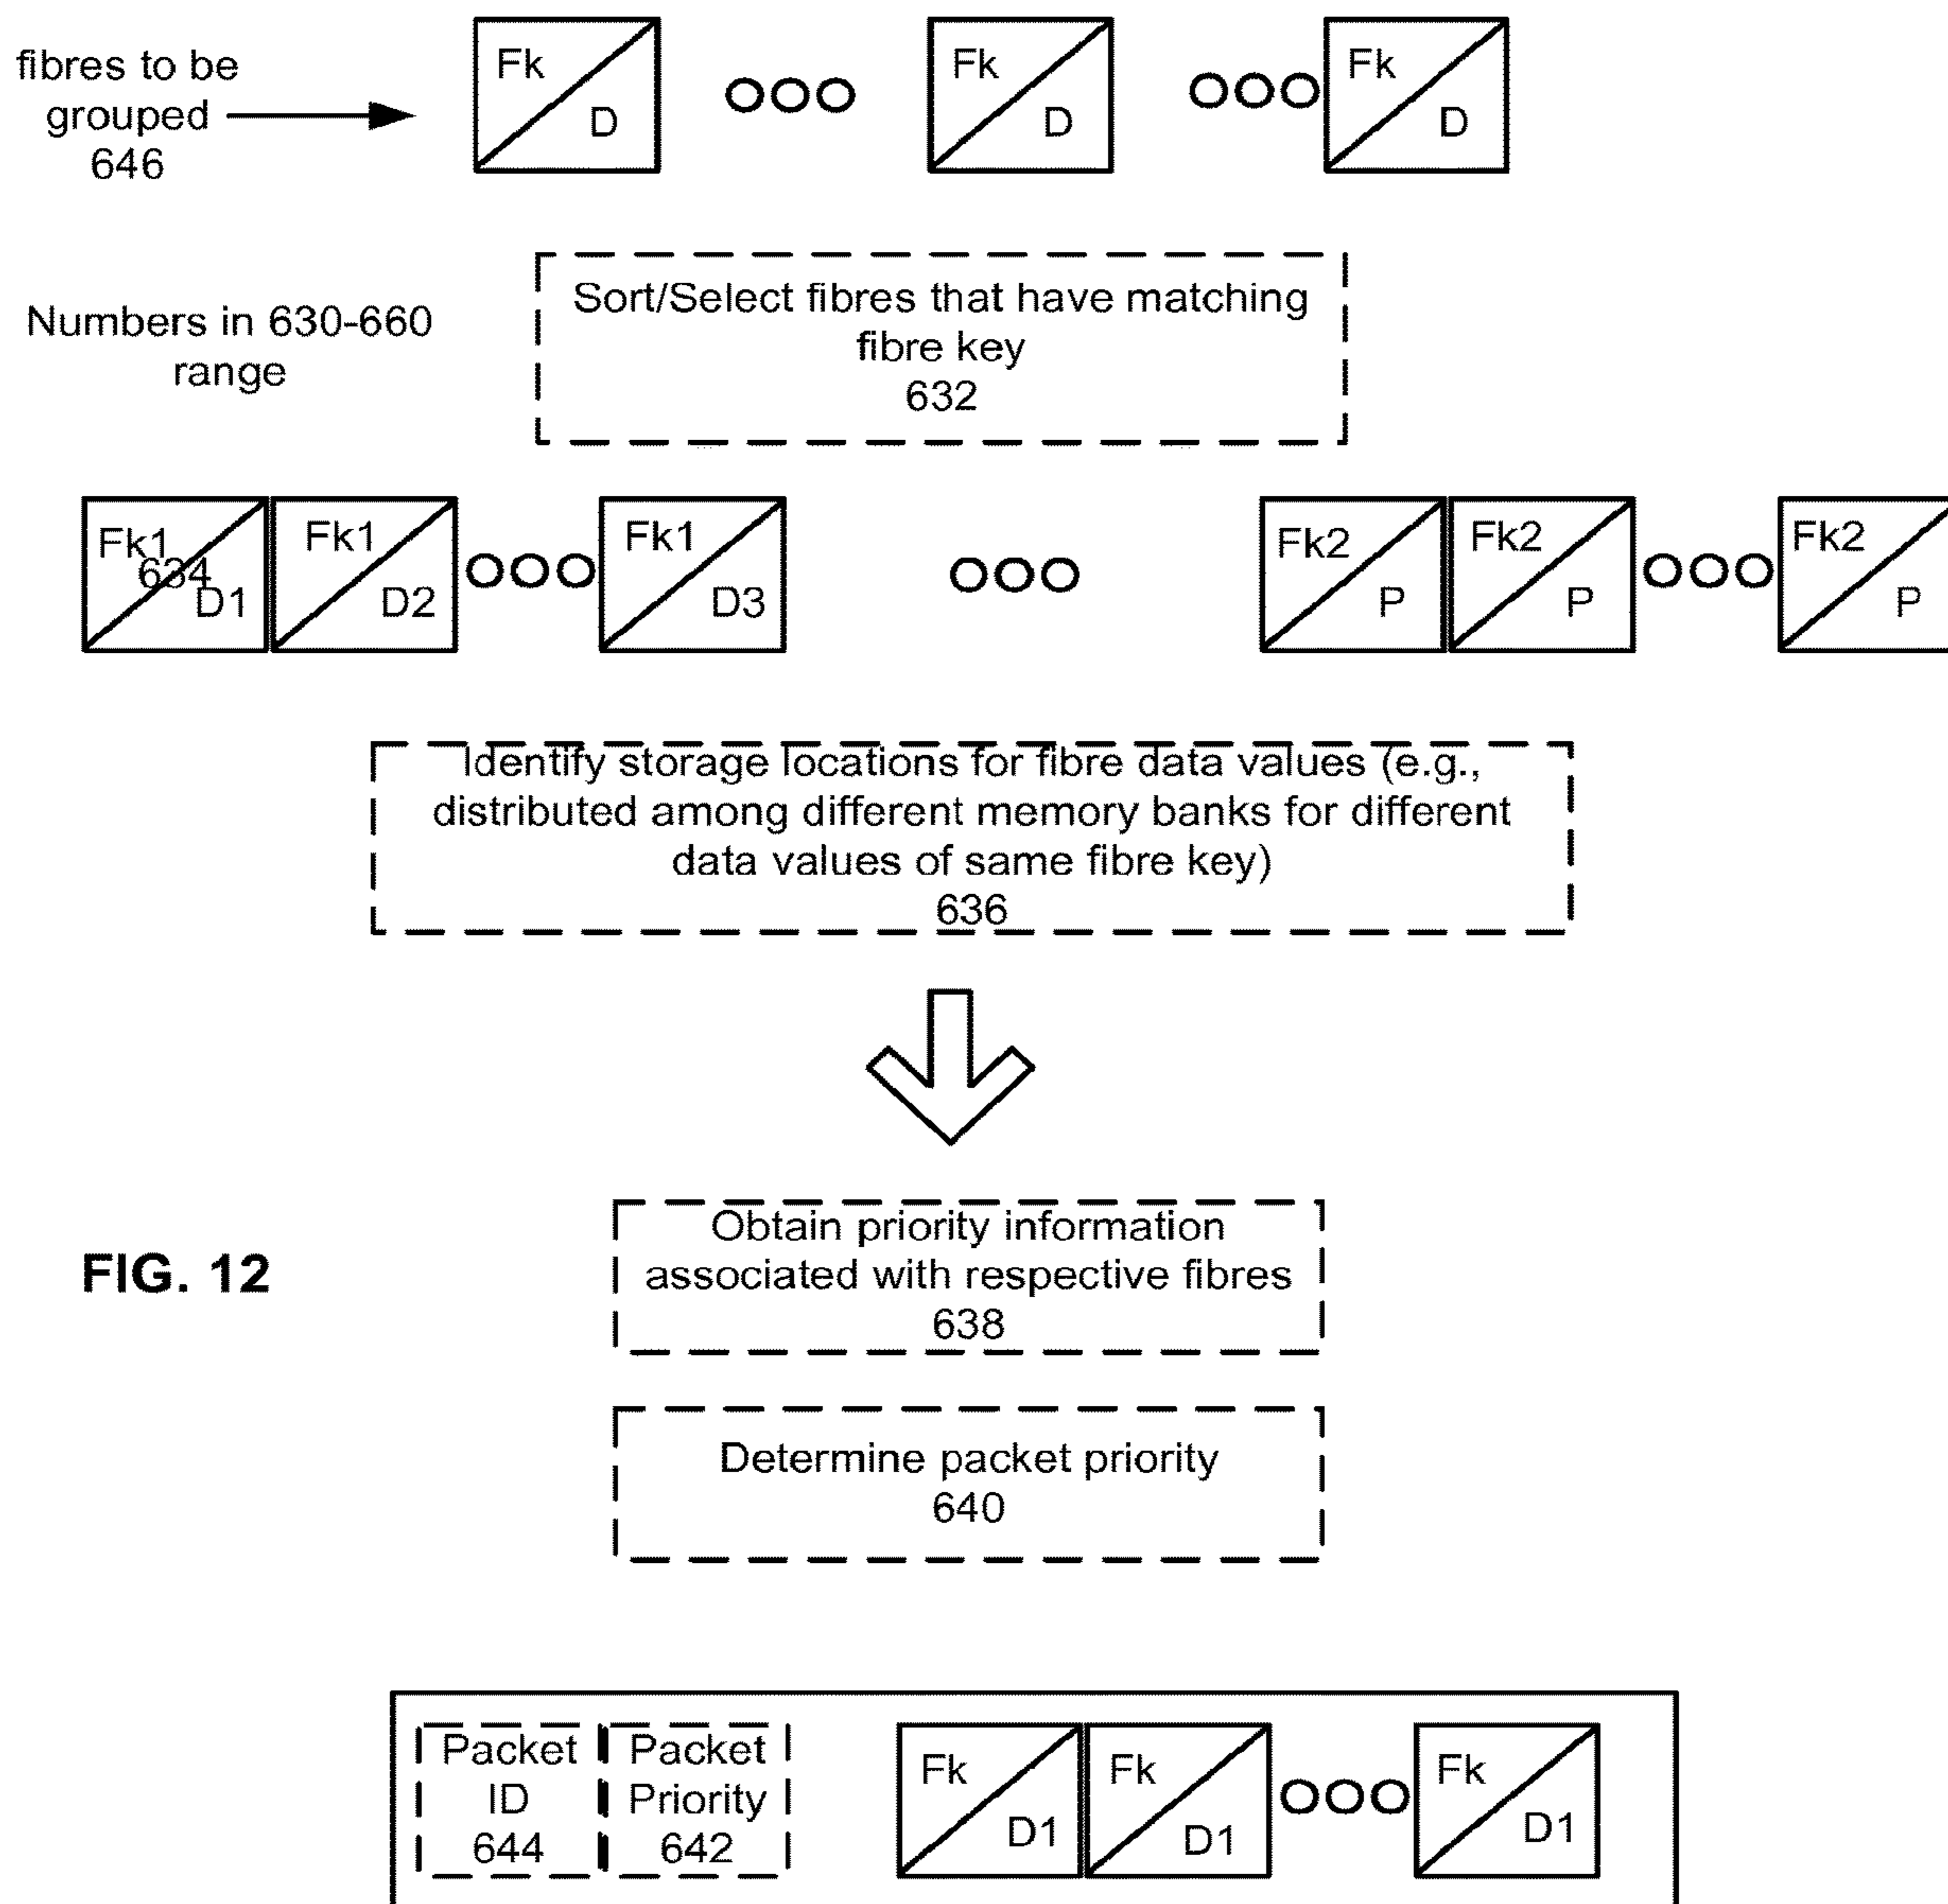 fibres to be
grouped
646
Fk
D
Fk
D
Fk
D
Numbers in 630-660
range
Sort/Select fibres that have matching
fibre key
632
Fk1
634
D1
Fk1
D2
Fk1
D3
Fk2
P
Fk2
P
Fk2
P
Identify storage locations for fibre data values (e.g.,
distributed among different memory banks for different
data values of same fibre key)
636
FIG. 12
Obtain priority information
associated with respective fibres
638
Determine packet priority
640
Packet
ID
644
Packet
Priority
642
Fk
D1
Fk
D1
Fk
D1